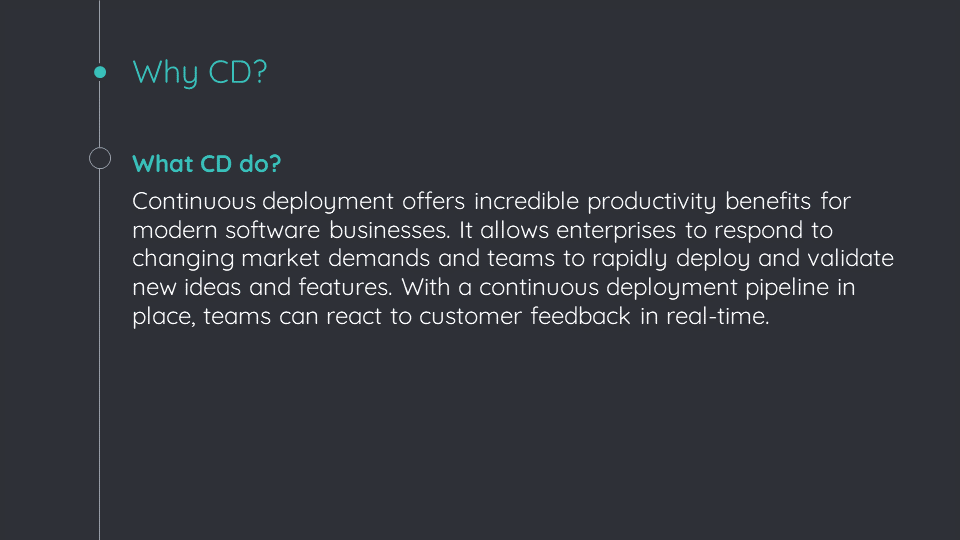 Why CD?
What CD do?
Continuous deployment offers incredible productivity benefits for
modern software businesses. It allows enterprises to respond to
changing market demands and teams to rapidly deploy and validate
new ideas and features. With a continuous deployment pipeline in
place, teams can react to customer feedback in real-time.